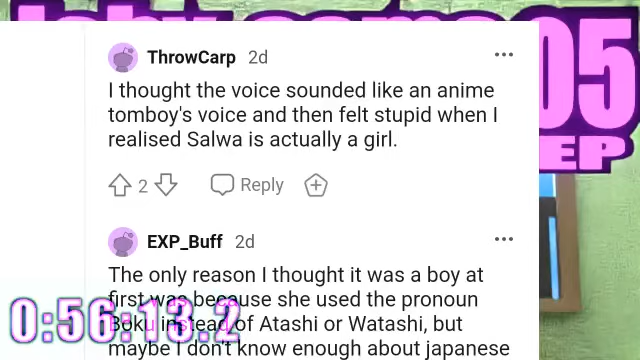 05
EP
ThrowCarp 2d
I thought the voice sounded like an anime
tomboy's voice and then felt stupid when I
realised Salwa is actually a girl.
2 Reply
EXP_Buff 2d
The only reason I thought it was a boy at
first was because she used the pronoun
Boku instead of Atashi or Watashi, but
maybe I don't know enough about japanese
0:56:13.2